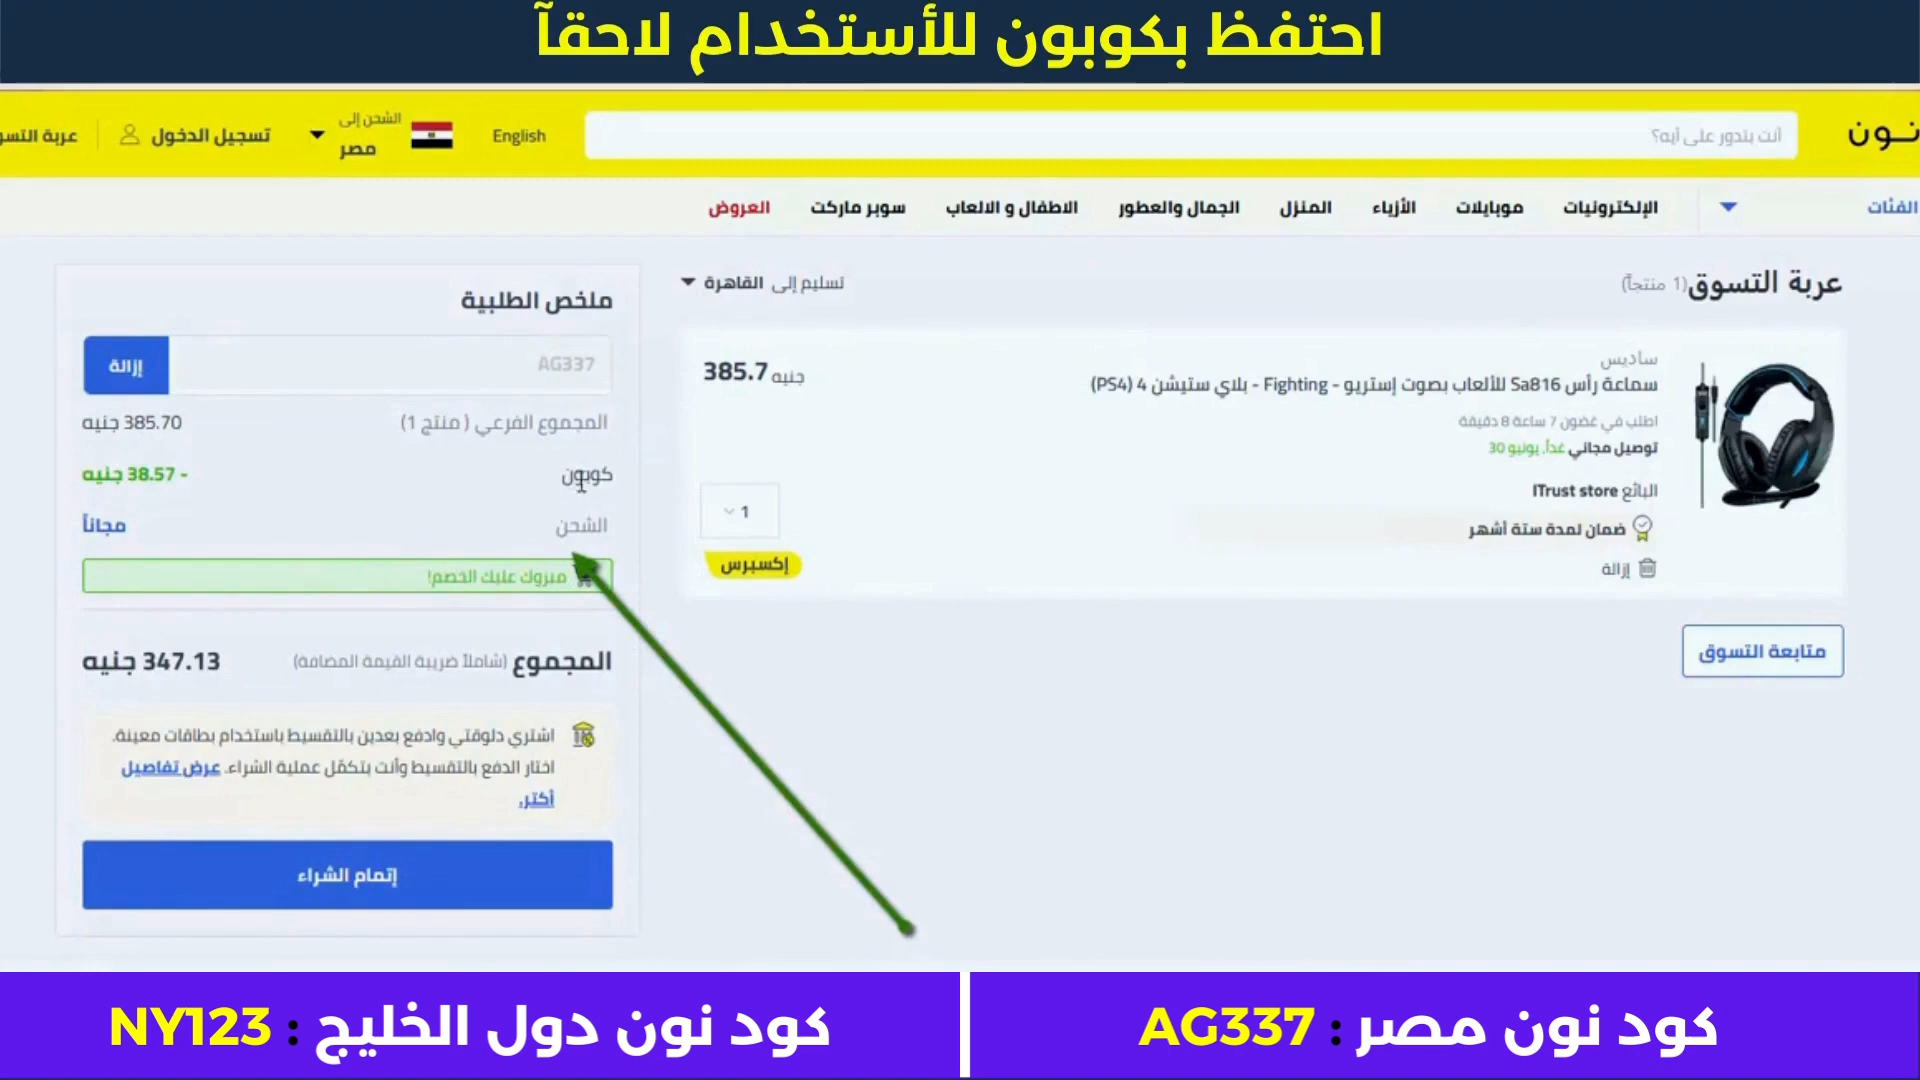 احتفظ بكوبون للأستخدام لاحقآ
نـون
أنت بتدور على أيه؟
English
الشحن إلى
مصر
تسجيل الدخول
عربة التسو
الفئات
الإلكترونيات
موبايلات
الأزياء
المنزل
الجمال والعطور
الاطفال و الالعاب
سوبر ماركت
العروض
عربة التسوق (1 منتجاً)
تسليم إلى القاهرة
ساديس
سماعة رأس Sa816 للألعاب بصوت إستريو - Fighting - بلاي ستيشن 4 (PS4)
جنيه 385.7
اطلب في غضون 7 ساعة 8 دقيقة
توصيل مجاني غداً, يونيو 30
البائع ITrust store
ضمان لمدة ستة أشهر
إزالة
1
إكسبرس
متابعة التسوق
ملخص الطلبية
AG337
إزالة
المجموع الفرعي ( منتج 1)
385.70 جنيه
كوبون
- 38.57 جنيه
الشحن
مجاناً
مبروك عليك الخصم!
المجموع (شاملاً ضريبة القيمة المضافة)
347.13 جنيه
اشتري دلوقتي وادفع بعدين بالتقسيط باستخدام بطاقات معينة.
اختار الدفع بالتقسيط وأنت بتكمّل عملية الشراء. عرض تفاصيل
أكتر.
إتمام الشراء
كود نون مصر : AG337
كود نون دول الخليج : NY123